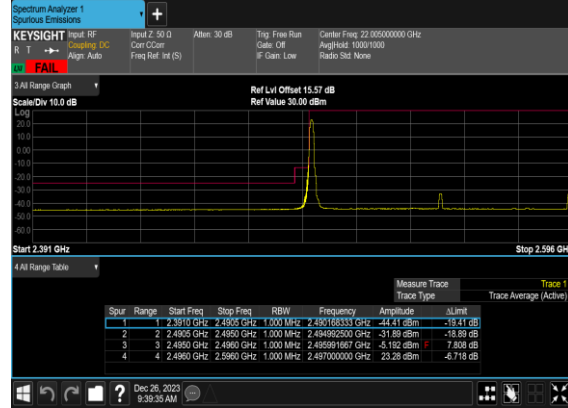 Spectrum Analyzer 1
Spurious Emissions
+
KEYSIGHT
R T
LM FAIL
Input: RF
Coupling: DC
Align: Auto
Input Z: 50 Ω
Corr CCorr
Freq Ref: Int (S)
Atten: 30 dB
Trig: Free Run
Gate: Off
IF Gain: Low
Center Freq: 22.005000000 GHz
Avg|Hold: 1000/1000
Radio Std: None
3 All Range Graph
Scale/Div 10.0 dB
Ref Lvl Offset 15.57 dB
Ref Value 30.00 dBm
Log
20.0
10.0
0.00
-10.0
-20.0
-30.0
-40.0
-50.0
-60.0
Start 2.391 GHz
Stop 2.596 GH
4 All Range Table
Measure Trace Trace 1
Trace Type Trace Average (Active)
Spur Range Start Freq Stop Freq RBW Frequency Amplitude ΔLimit
1 1 2.3910 GHz 2.4905 GHz 1.000 MHz 2.490168333 GHz -44.41 dBm -19.41 dB
2 2 2.4905 GHz 2.4950 GHz 1.000 MHz 2.494992500 GHz -31.89 dBm -18.89 dB
3 3 2.4950 GHz 2.4960 GHz 1.000 MHz 2.495991667 GHz -5.192 dBm F 7.808 dB
4 4 2.4960 GHz 2.5960 GHz 1.000 MHz 2.497000000 GHz 23.28 dBm -6.718 dB
?
Dec 26, 2023
9:39:35 AM